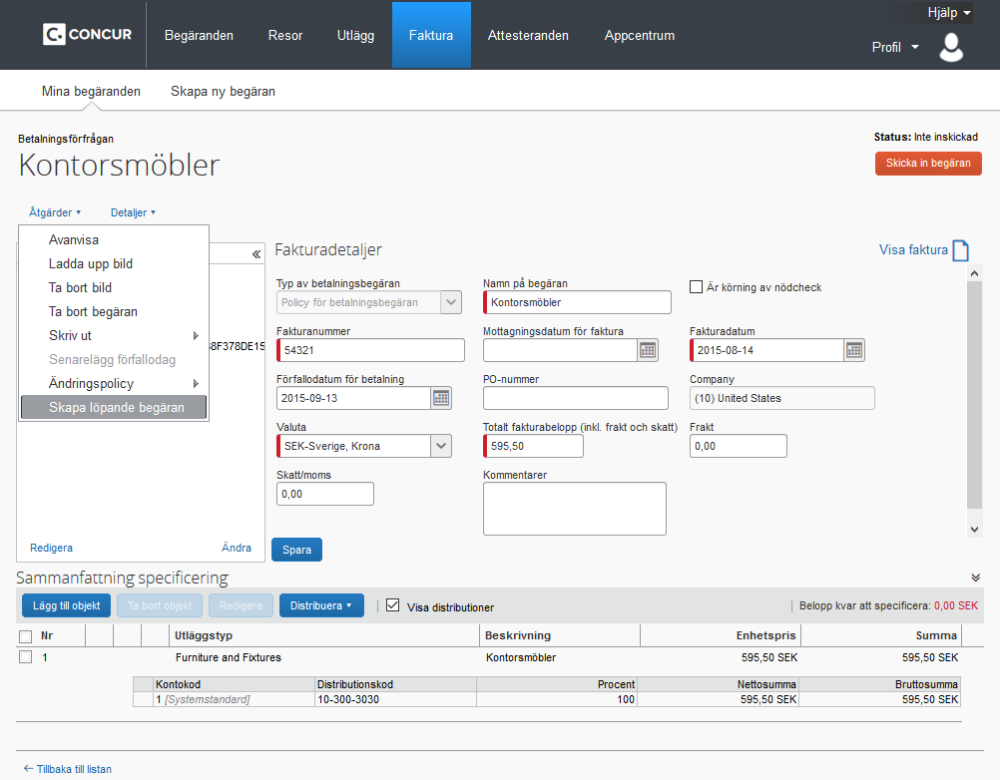 Hjälp
CONCUR Begäranden Resor Utlägg Faktura Attesteranden Appcentrum
Profil
Mina begäranden Skapa ny begäran
Betalningsförfrågan
Status: Inte inskickad
Kontorsmöbler
Skicka in begäran
Åtgärder Detaljer
Avanvisa
Ladda upp bild
Ta bort bild
Ta bort begäran
Skriv ut
Senarelägg förfallodag
Ändringspolicy
Skapa löpande begäran
8F378DE15
Redigera Ändra
Fakturadetaljer
Visa faktura
Typ av betalningsbegäran Namn på begäran
Policy för betalningsbegäran Kontorsmöbler Är körning av nödcheck
Fakturanummer Mottagningsdatum för faktura Fakturadatum
54321 2015-08-14
Förfallodatum för betalning PO-nummer Company
2015-09-13 (10) United States
Valuta Totalt fakturabelopp (inkl. frakt och skatt) Frakt
SEK-Sverige, Krona 595,50 0,00
Skatt/moms Kommentarer
0,00
Spara
Sammanfattning specificering
Lägg till objekt Ta bort objekt Redigera Distribuera Visa distributioner Belopp kvar att specificera: 0,00 SEK
Nr Utläggstyp Beskrivning Enhetspris Summa
1 Furniture and Fixtures Kontorsmöbler 595,50 SEK 595,50 SEK
Kontokod Distributionskod Procent Nettosumma Bruttosumma
1 [Systemstandard] 10-300-3030 100 595,50 SEK 595,50 SEK
Tillbaka till listan